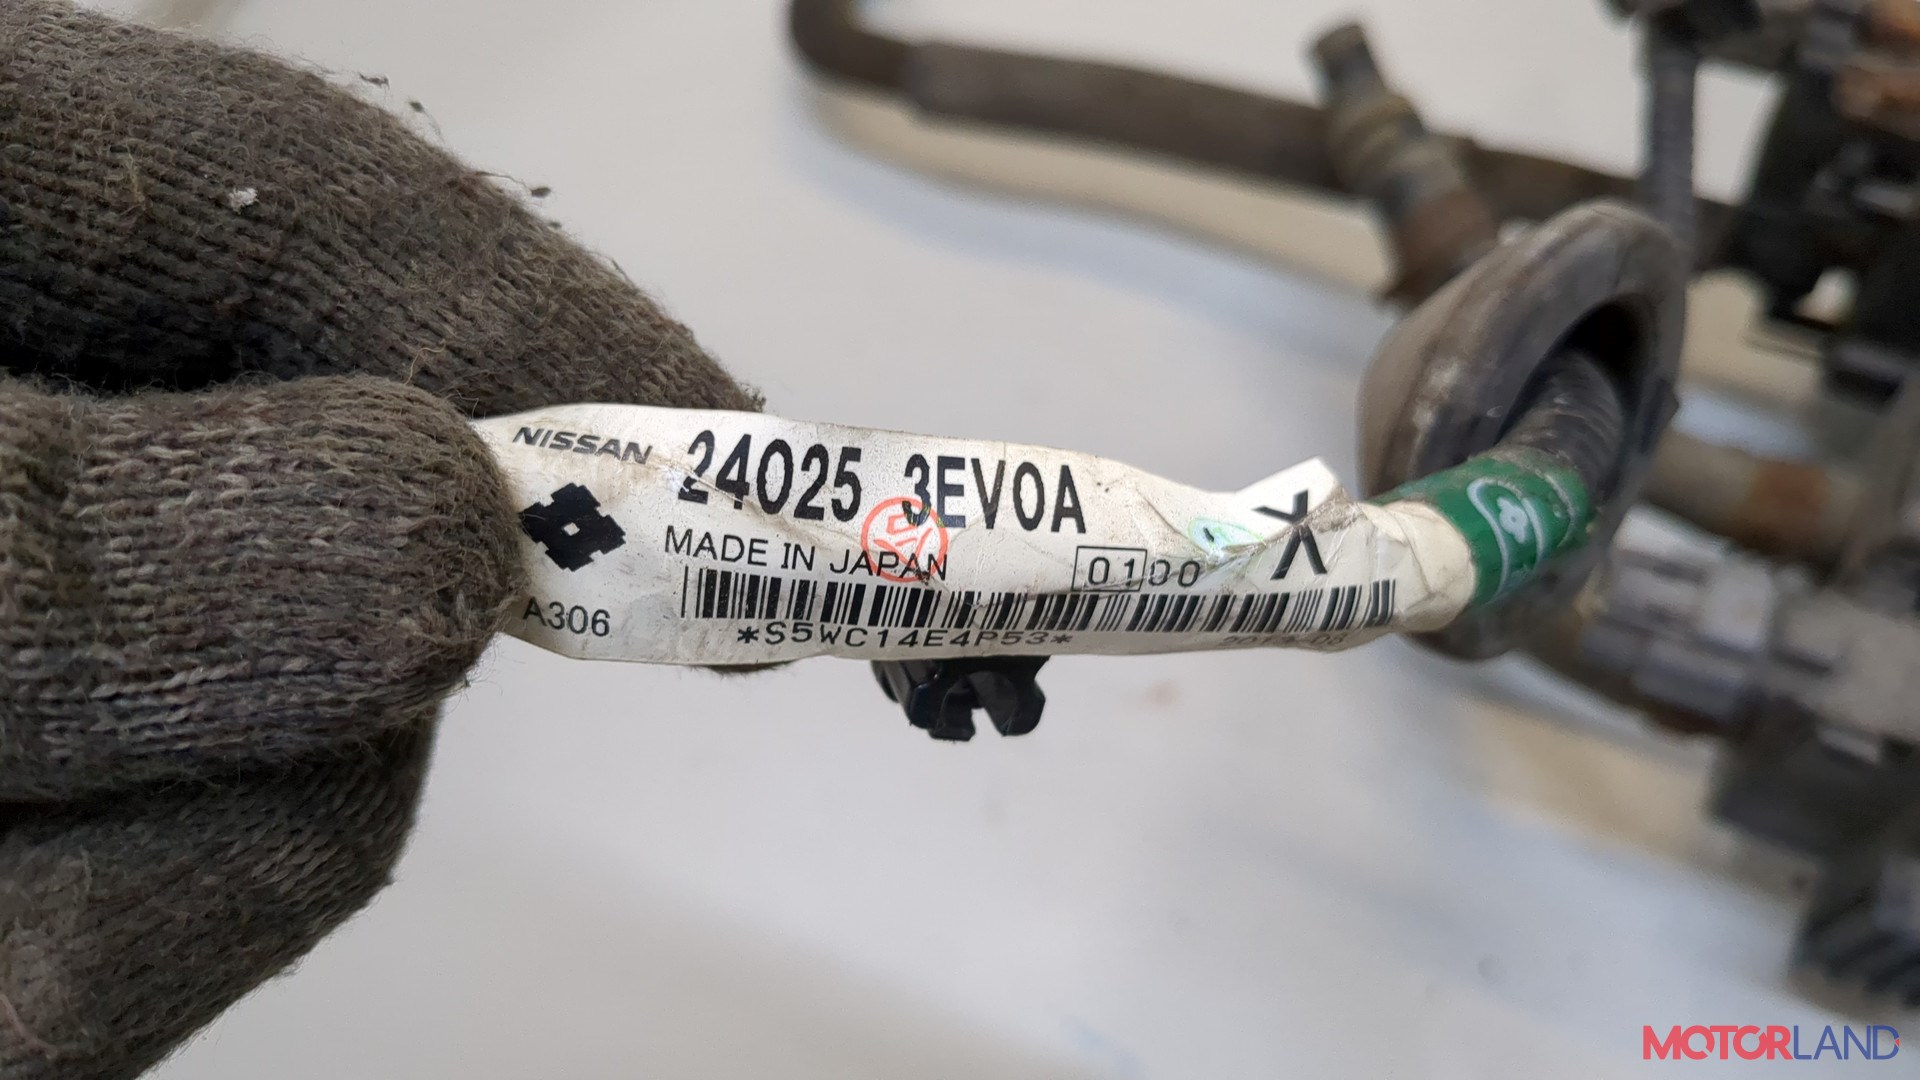 NISSAN 24025 3EV0A
X
MADE IN JAPAN 0100
A306
*S5WC14E4P53*
MOTORLAND